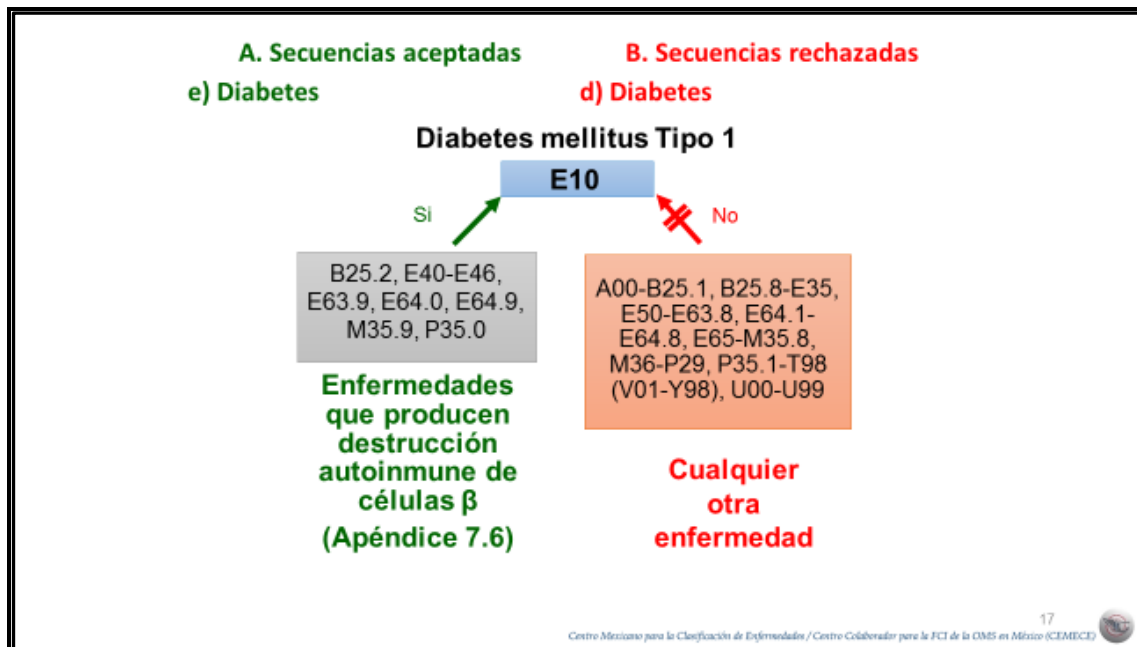 A. Secuencias aceptadas
B. Secuencias rechazadas
e) Diabetes
d) Diabetes
Diabetes mellitus Tipo 1
E10
Si
No
B25.2, E40-E46,
E63.9, E64.0, E64.9,
M35.9, P35.0
A00-B25.1, B25.8-E35,
E50-E63.8, E64.1-
E64.8, E65-M35.8,
M36-P29, P35.1-T98
(V01-Y98), U00-U99
Enfermedades
que producen
destrucción
autoinmune de
células β
(Apéndice 7.6)
Cualquier
otra
enfermedad
17
Centro Mexicano para la Clasificación de Enfermedades / Centro Colaborador para la FCI de la OMS en México (CEMECE)